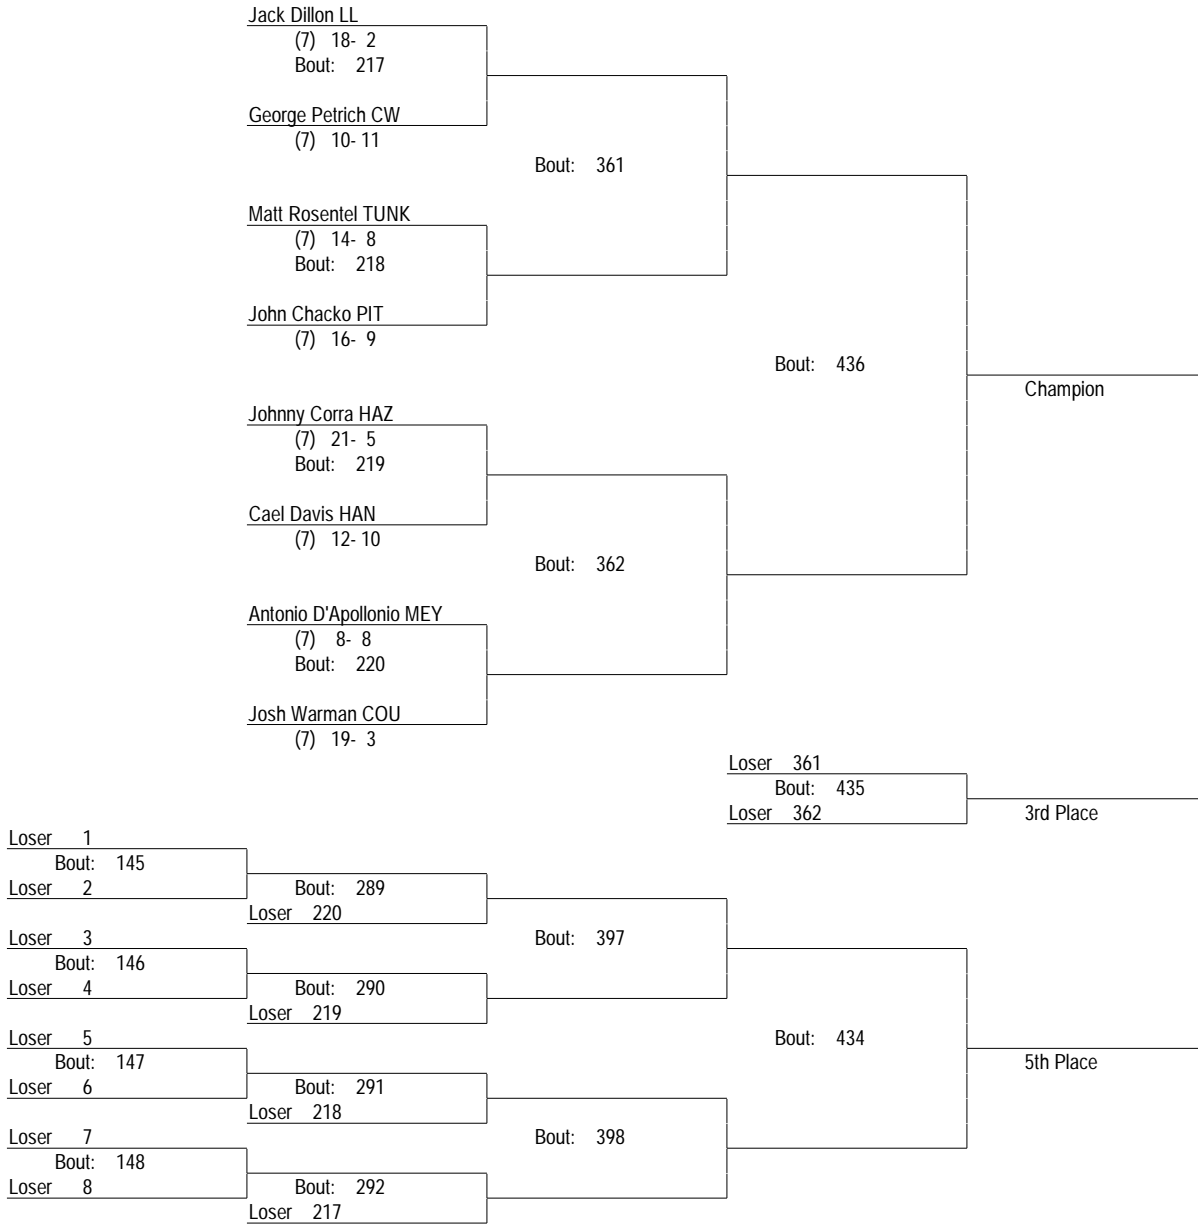 Jack Dillon LL
(7) 18- 2
Bout: 217
George Petrich CW
(7) 10- 11
Bout: 361
Matt Rosentel TUNK
(7) 14- 8
Bout: 218
John Chacko PIT
(7) 16- 9
Bout: 436
Champion
Johnny Corra HAZ
(7) 21- 5
Bout: 219
Cael Davis HAN
(7) 12- 10
Bout: 362
Antonio D'Apollonio MEY
(7) 8- 8
Bout: 220
Josh Warman COU
(7) 19- 3
Loser 361
Bout: 435
Loser 362
3rd Place
Loser 1
Bout: 145
Loser 2
Bout: 289
Loser 220
Loser 3
Bout: 397
Bout: 146
Loser 4
Bout: 290
Loser 219
Loser 5
Bout: 434
Bout: 147
5th Place
Loser 6
Bout: 291
Loser 218
Loser 7
Bout: 398
Bout: 148
Loser 8
Bout: 292
Loser 217